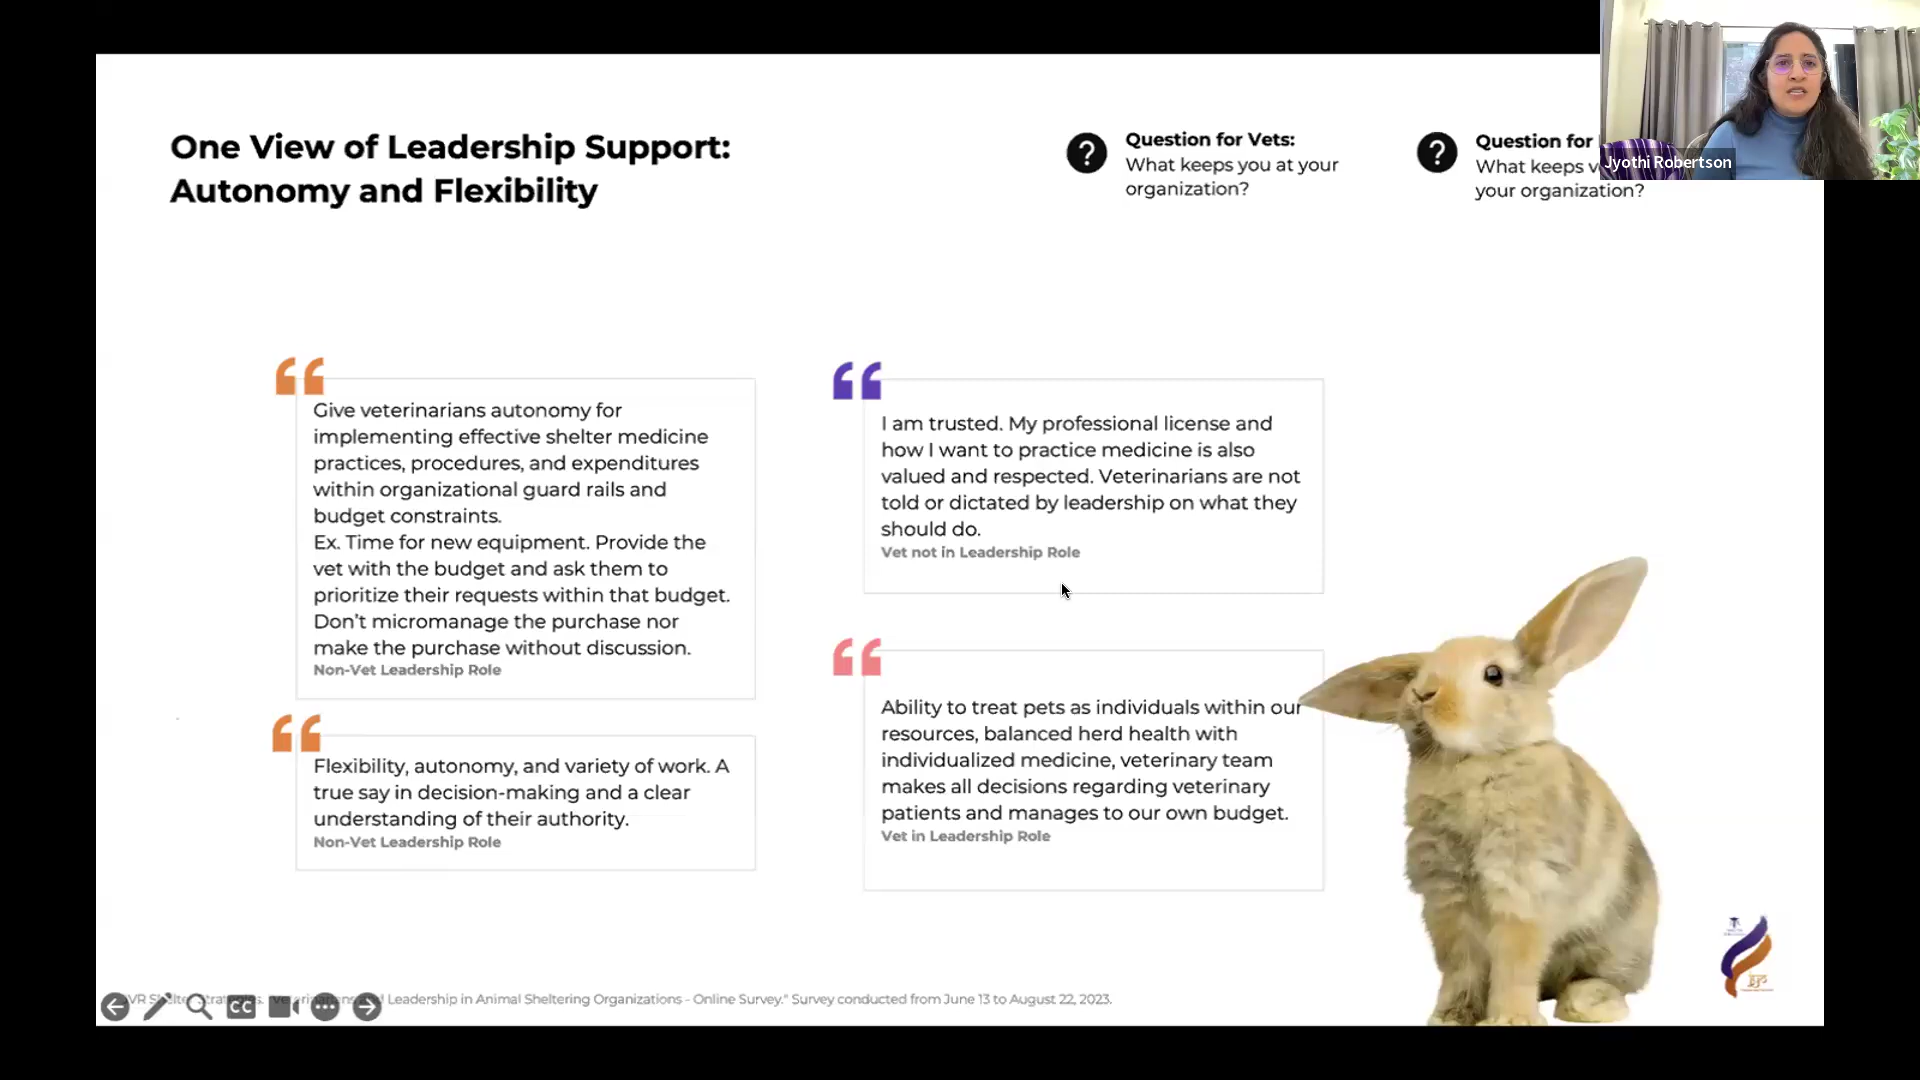 One View of Leadership Support:
Autonomy and Flexibility
?
Question for Vets:
What keeps you at your
organization?
?
Question for
What keeps
your organization?
Jyothi Robertson
Give veterinarians autonomy for
implementing effective shelter medicine
practices, procedures, and expenditures
within organizational guard rails and
budget constraints.
Ex. Time for new equipment. Provide the
vet with the budget and ask them to
prioritize their requests within that budget.
Don't micromanage the purchase nor
make the purchase without discussion.
Non-Vet Leadership Role
Flexibility, autonomy, and variety of work. A
true say in decision-making and a clear
understanding of their authority.
Non-Vet Leadership Role
I am trusted. My professional license and
how I want to practice medicine is also
valued and respected. Veterinarians are not
told or dictated by leadership on what they
should do.
Vet not in Leadership Role
Ability to treat pets as individuals within our
resources, balanced herd health with
individualized medicine, veterinary team
makes all decisions regarding veterinary
patients and manages to our own budget.
Vet in Leadership Role
Leadership in Animal Sheltering Organizations - Online Survey." Survey conducted from June 13 to August 22, 2023.
CC